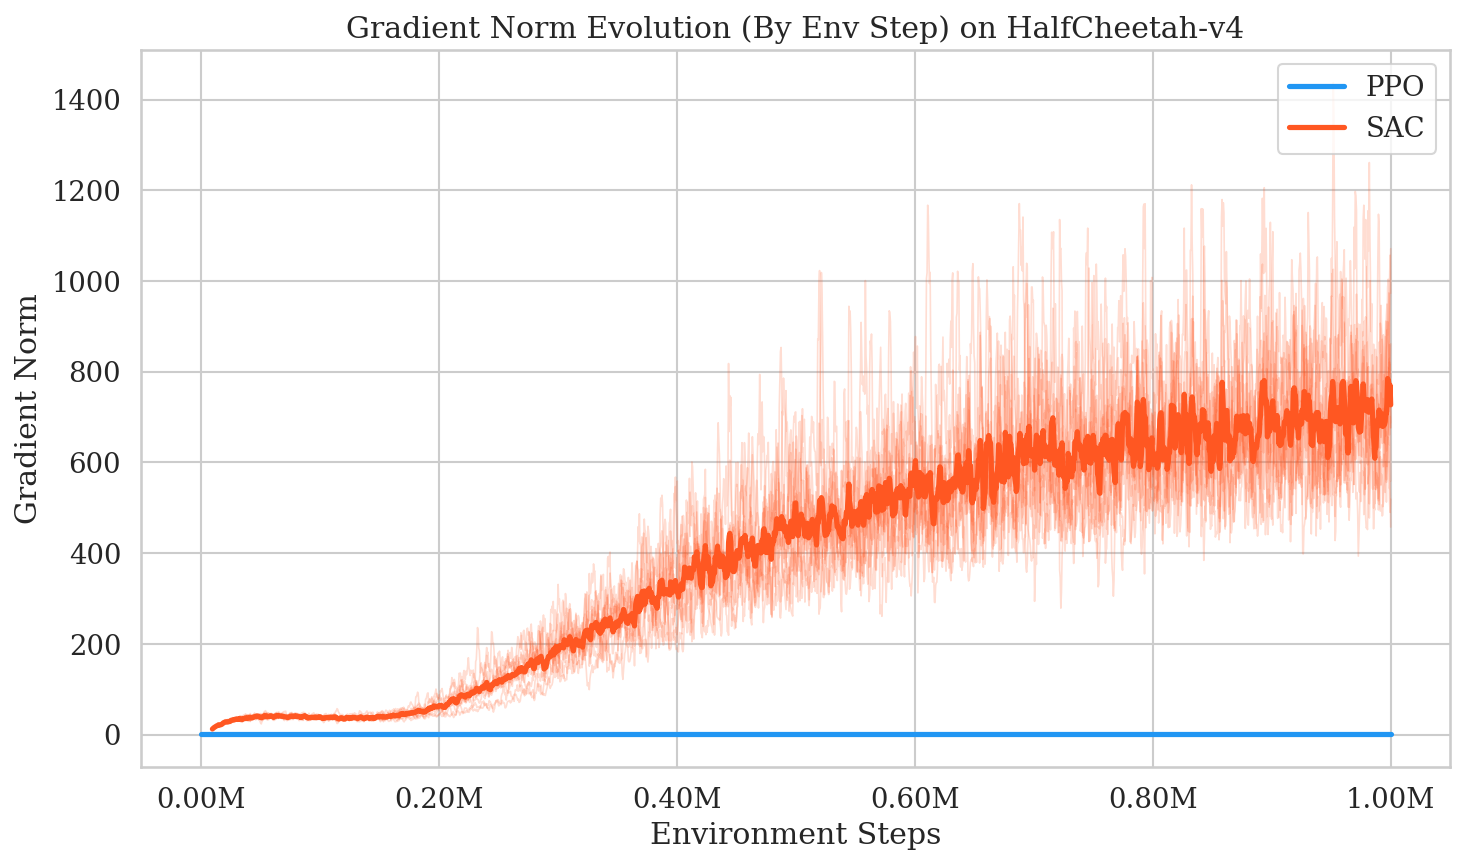 Gradient Norm Evolution (By Env Step) on HalfCheetah-v4
PPO
SAC
1400
1200
1000
800
600
400
200
0
Gradient Norm
0.00M 0.20M 0.40M 0.60M 0.80M 1.00M
Environment Steps